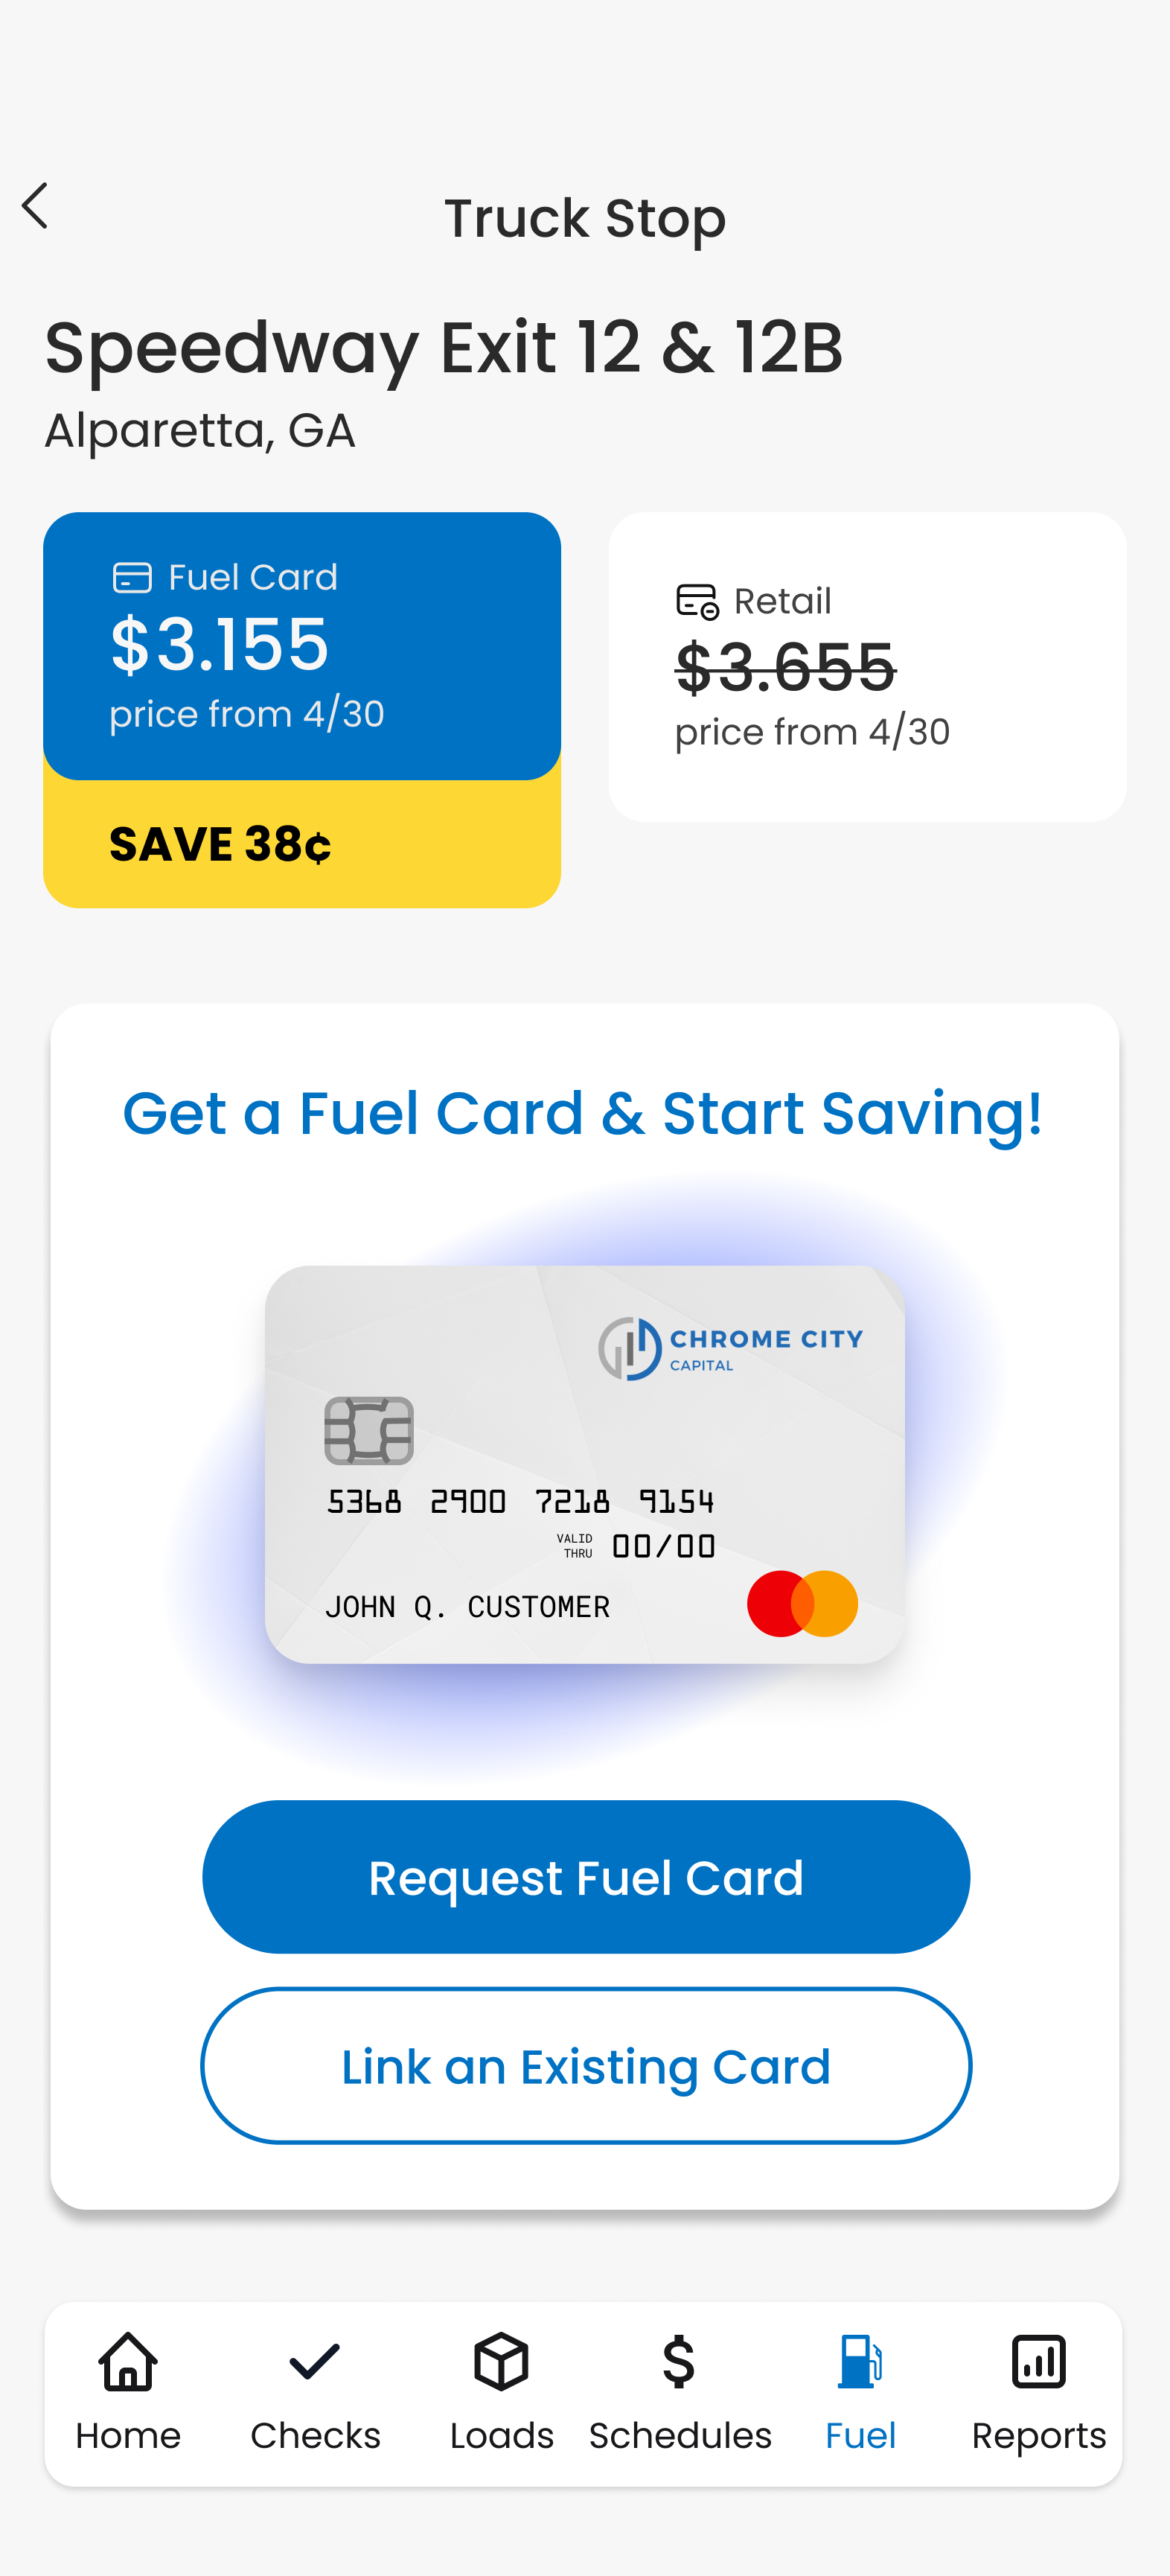 Truck Stop
Speedway Exit 12 & 12B
Alparetta, GA
Fuel Card
$3.155
price from 4/30
SAVE 38¢
Retail
$3.655
price from 4/30
Get a Fuel Card & Start Saving!
CHROME CITY
CAPITAL
5368 2900 7218 9154
VALID
THRU 00/00
JOHN Q. CUSTOMER
Request Fuel Card
Link an Existing Card
Home Checks Loads Schedules Fuel Reports